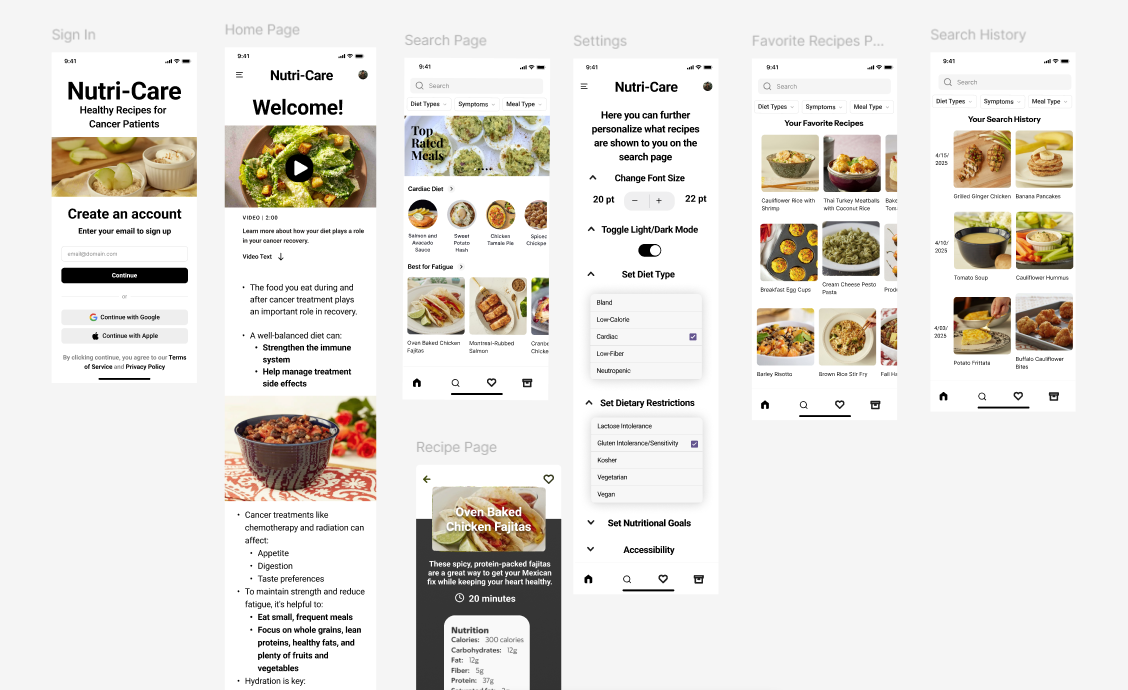 Sign In
9:41
Nutri-Care
Healthy Recipes for
Cancer Patients
Create an account
Enter your email to sign up
email@domain.com
Continue
or
Continue with Google
Continue with Apple
By clicking continue, you agree to our Terms
of Service and Privacy Policy
Home Page
9:41
Nutri-Care
Welcome!
VIDEO | 2:00
Learn more about how your diet plays a role
in your cancer recovery.
Video Text
• The food you eat during and
after cancer treatment plays
an important role in recovery.
• A well-balanced diet can:
• Strengthen the immune
system
• Help manage treatment
side effects
• Cancer treatments like
chemotherapy and radiation can
affect:
• Appetite
• Digestion
• Taste preferences
• To maintain strength and reduce
fatigue, it's helpful to:
• Eat small, frequent meals
• Focus on whole grains, lean
proteins, healthy fats, and
plenty of fruits and
vegetables
• Hydration is key:
Search Page
9:41
Search
Diet Types
Symptoms
Meal Type
Top
Rated
Meals
Cardiac Diet
Salmon and
Avocado
Sauce
Sweet
Potato
Hash
Chicken
Tamale Pie
Spiced
Chickpe
Best for Fatigue
Oven Baked Chicken
Fajitas
Montreal-Rubbed
Salmon
Cranbe
Chicke
Recipe Page
Oven Baked
Chicken Fajitas
These spicy, protein-packed fajitas
are a great way to get your Mexican
fix while keeping your heart healthy.
20 minutes
Nutrition
Calories: 300 calories
Carbohydrates: 12g
Fat: 12g
Fiber: 5g
Protein: 37g
Settings
9:41
Nutri-Care
Here you can further
personalize what recipes
are shown to you on the
search page
Change Font Size
20 pt
− +
22 pt
Toggle Light/Dark Mode
Set Diet Type
Bland
Low-Calorie
Cardiac
Low-Fiber
Neutropenic
Set Dietary Restrictions
Lactose Intolerance
Gluten Intolerance/Sensitivity
Kosher
Vegetarian
Vegan
Set Nutritional Goals
Accessibility
Favorite Recipes P...
9:41
Search
Diet Types
Symptoms
Meal Type
Your Favorite Recipes
Cauliflower Rice with
Shrimp
Thai Turkey Meatballs
with Coconut Rice
Bake
Tom
Breakfast Egg Cups
Cream Cheese Pesto
Pasta
Produc
Barley Risotto
Brown Rice Stir Fry
Fall Ha
Search History
9:41
Search
Diet Types
Symptoms
Meal Type
Your Search History
4/15/
2025
Grilled Ginger Chicken
Banana Pancakes
4/10/
2025
Tomato Soup
Cauliflower Hummus
4/03/
2025
Potato Frittata
Buffalo Cauliflower
Bites